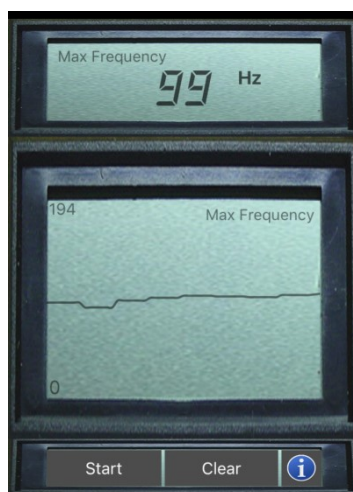 Max Frequency
99 Hz
194
Max Frequency
0
Start
Clear
i